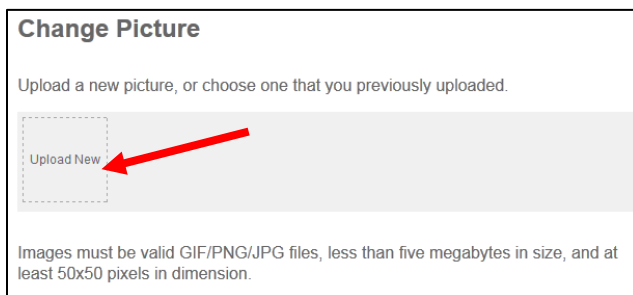 Change Picture
Upload a new picture, or choose one that you previously uploaded.
Upload New
Images must be valid GIF/PNG/JPG files, less than five megabytes in size, and at
least 50x50 pixels in dimension.